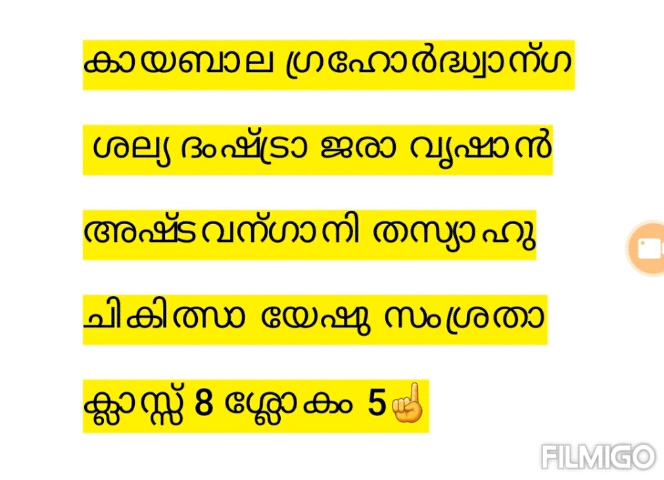 കായബാല ഗ്രഹോർദ്ധ്വാന്ഗ
ശല്യ ദംഷ്ട്രാ ജരാ വൃഷാൻ
അഷ്ടവന്ഗാനി തസ്യാഹു
ചികിത്സാ യേഷു സംശ്രതാ
ക്ലാസ്സ് 8 ശ്ലോകം 5☝
FILMIGO